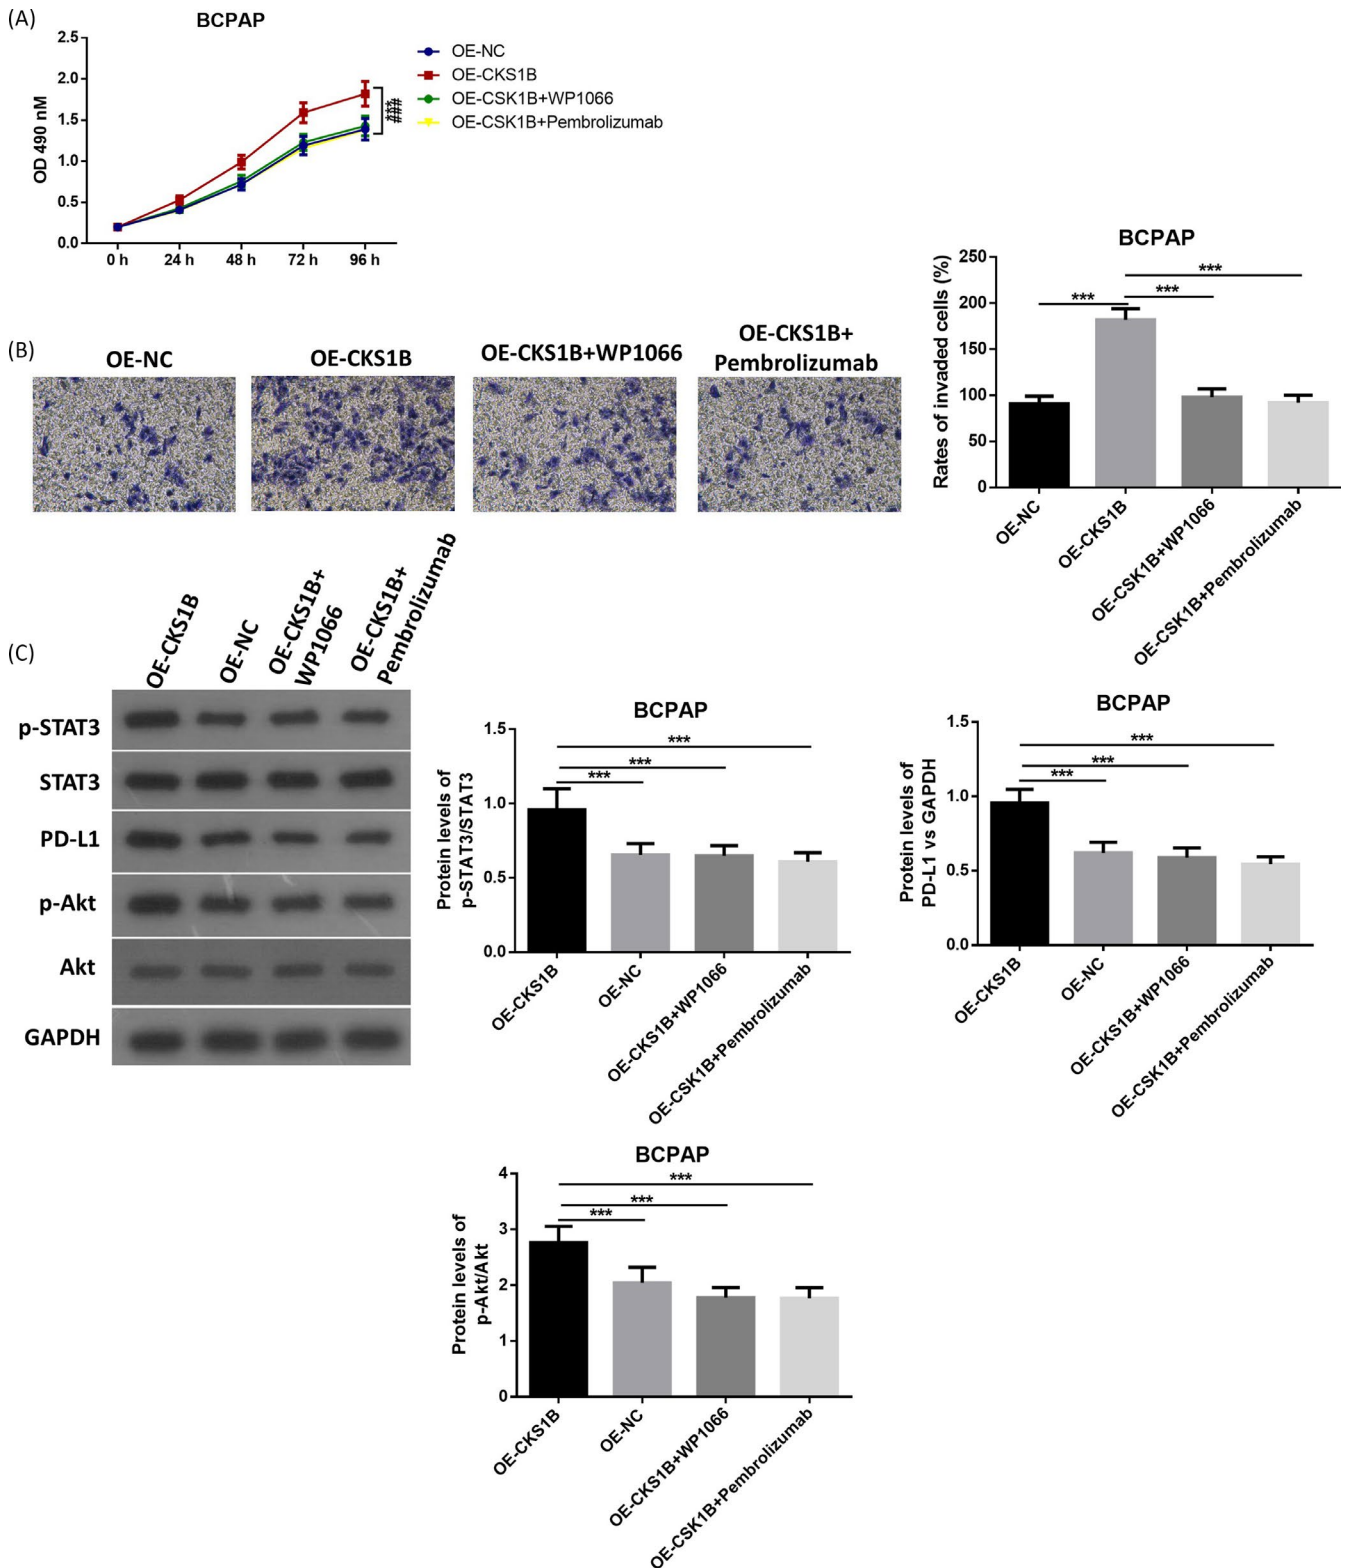 (A)
BCPAP
2.5
2.0
1.5
1.0
0.5
0.0
OD 490 nM
0 h 24 h 48 h 72 h 96 h
OE-NC
OE-CKS1B
OE-CSK1B+WP1066
OE-CSK1B+Pembrolizumab
***
###
(B)
OE-NC
OE-CKS1B
OE-CKS1B+WP1066
OE-CKS1B+
Pembrolizumab
BCPAP
Rates of invaded cells (%)
250
200
150
100
50
0
***
***
***
OE-NC
OE-CKS1B
OE-CSK1B+WP1066
OE-CSK1B+Pembrolizumab
(C)
OE-CKS1B
OE-NC
OE-CKS1B+
WP1066
OE-CKS1B+
Pembrolizumab
p-STAT3
STAT3
PD-L1
p-Akt
Akt
GAPDH
BCPAP
Protein levels of
p-STAT3/STAT3
1.5
1.0
0.5
0.0
***
***
***
OE-CKS1B
OE-NC
OE-CKS1B+WP1066
OE-CSK1B+Pembrolizumab
BCPAP
Protein levels of
PD-L1 vs GAPDH
1.5
1.0
0.5
0.0
***
***
***
OE-CKS1B
OE-NC
OE-CKS1B+WP1066
OE-CSK1B+Pembrolizumab
BCPAP
Protein levels of
p-Akt/Akt
4
3
2
1
0
***
***
***
OE-CKS1B
OE-NC
OE-CKS1B+WP1066
OE-CSK1B+Pembrolizumab